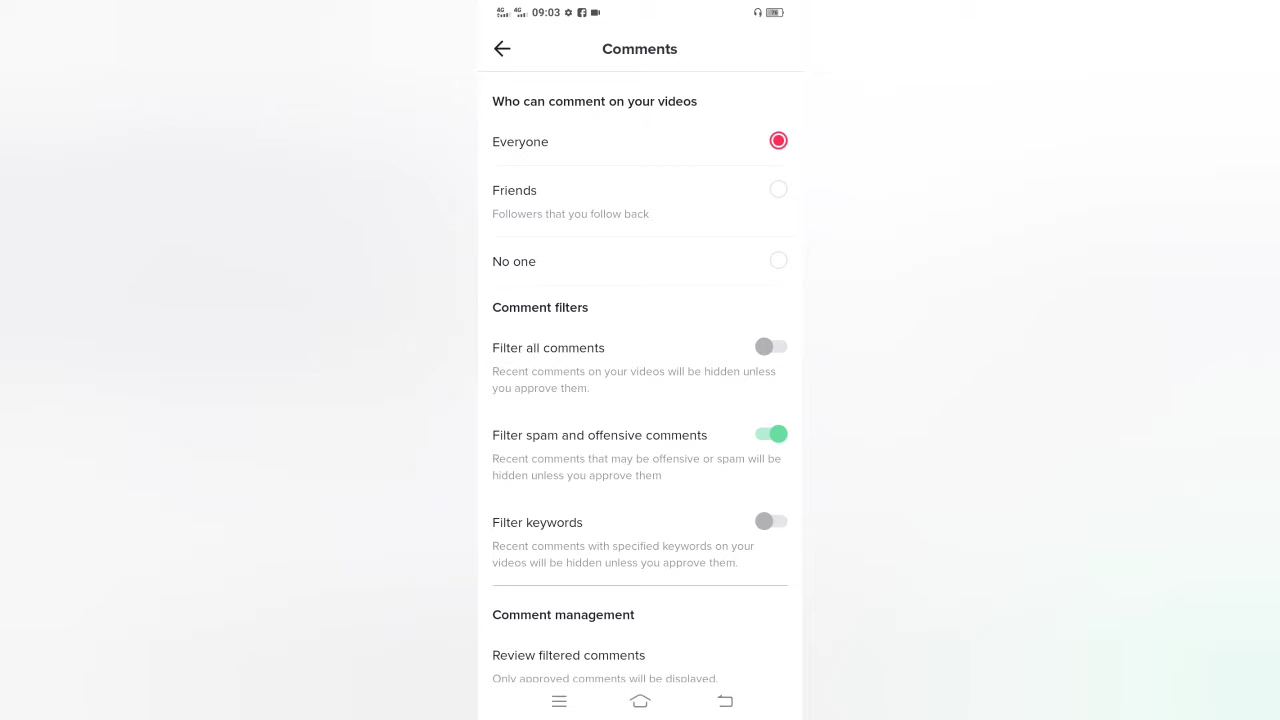 4G 4G 09:03 76
Comments
Who can comment on your videos
Everyone
Friends
Followers that you follow back
No one
Comment filters
Filter all comments
Recent comments on your videos will be hidden unless
you approve them.
Filter spam and offensive comments
Recent comments that may be offensive or spam will be
hidden unless you approve them
Filter keywords
Recent comments with specified keywords on your
videos will be hidden unless you approve them.
Comment management
Review filtered comments
Only approved comments will be displayed.